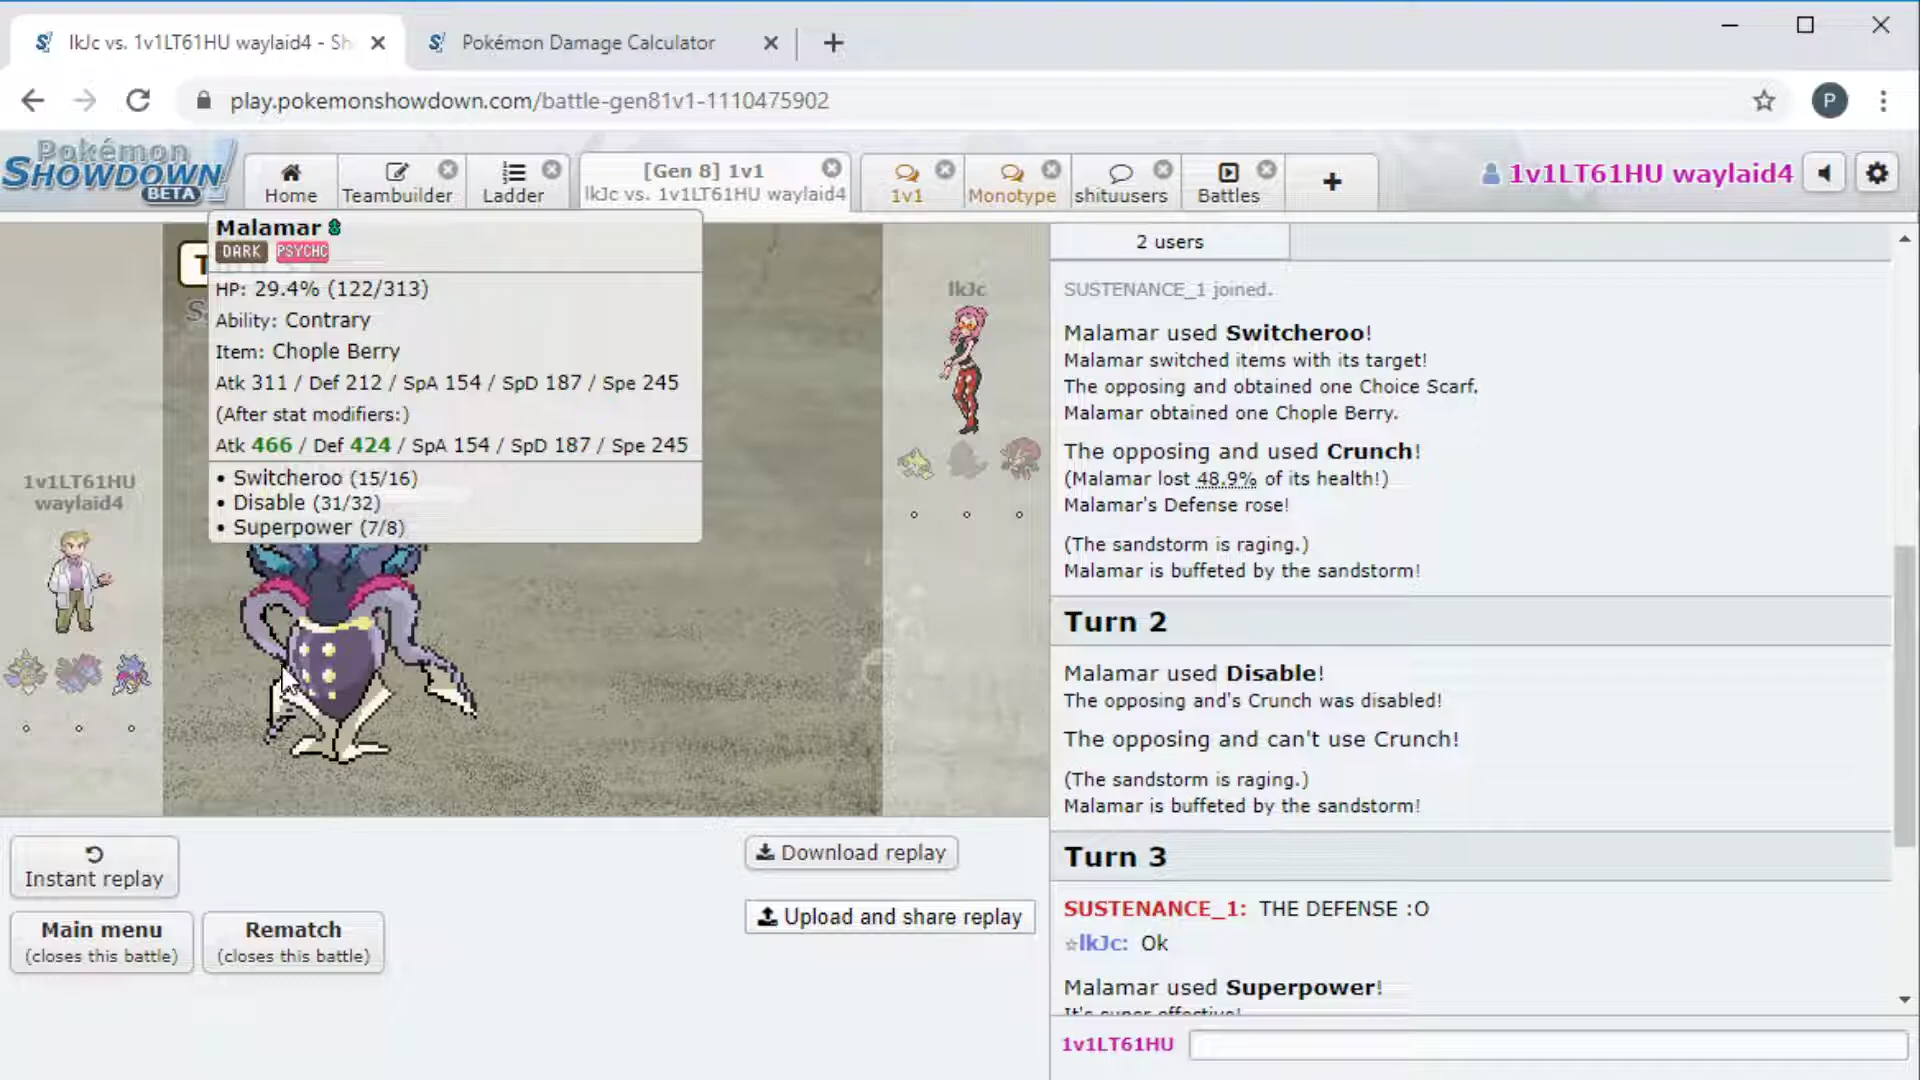 lkJc vs. 1v1LT61HU waylaid4 - Sh
Pokémon Damage Calculator
play.pokemonshowdown.com/battle-gen81v1-1110475902
P
Pokémon
SHOWDOWN
BETA
Home
Teambuilder
Ladder
[Gen 8] 1v1
lkJc vs. 1v1LT61HU waylaid4
1v1
Monotype
shituusers
Battles
1v1LT61HU waylaid4
Malamar 8
DARK PSYCHC
HP: 29.4% (122/313)
Ability: Contrary
Item: Chople Berry
Atk 311 / Def 212 / SpA 154 / SpD 187 / Spe 245
(After stat modifiers:)
Atk 466 / Def 424 / SpA 154 / SpD 187 / Spe 245
• Switcheroo (15/16)
• Disable (31/32)
• Superpower (7/8)
lkJc
1v1LT61HU
waylaid4
Instant replay
Download replay
Upload and share replay
Main menu
(closes this battle)
Rematch
(closes this battle)
2 users
SUSTENANCE_1 joined.
Malamar used Switcheroo!
Malamar switched items with its target!
The opposing and obtained one Choice Scarf.
Malamar obtained one Chople Berry.
The opposing and used Crunch!
(Malamar lost 48.9% of its health!)
Malamar's Defense rose!
(The sandstorm is raging.)
Malamar is buffeted by the sandstorm!
Turn 2
Malamar used Disable!
The opposing and's Crunch was disabled!
The opposing and can't use Crunch!
(The sandstorm is raging.)
Malamar is buffeted by the sandstorm!
Turn 3
SUSTENANCE_1: THE DEFENSE :O
☆lkJc: Ok
Malamar used Superpower!
It's super effective!
1v1LT61HU